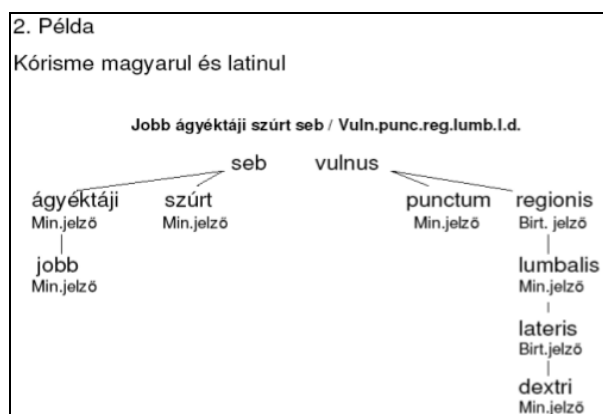 2. Példa
Kórisme magyarul és latinul
Jobb ágyéktáji szúrt seb / Vuln.punc.reg.lumb.l.d.
seb vulnus
ágyéktáji szúrt punctum regionis
Min.jelző Min.jelző Min.jelző Birt. jelző
jobb lumbalis
Min.jelző Min.jelző
lateris
Birt.jelző
dextri
Min.jelző